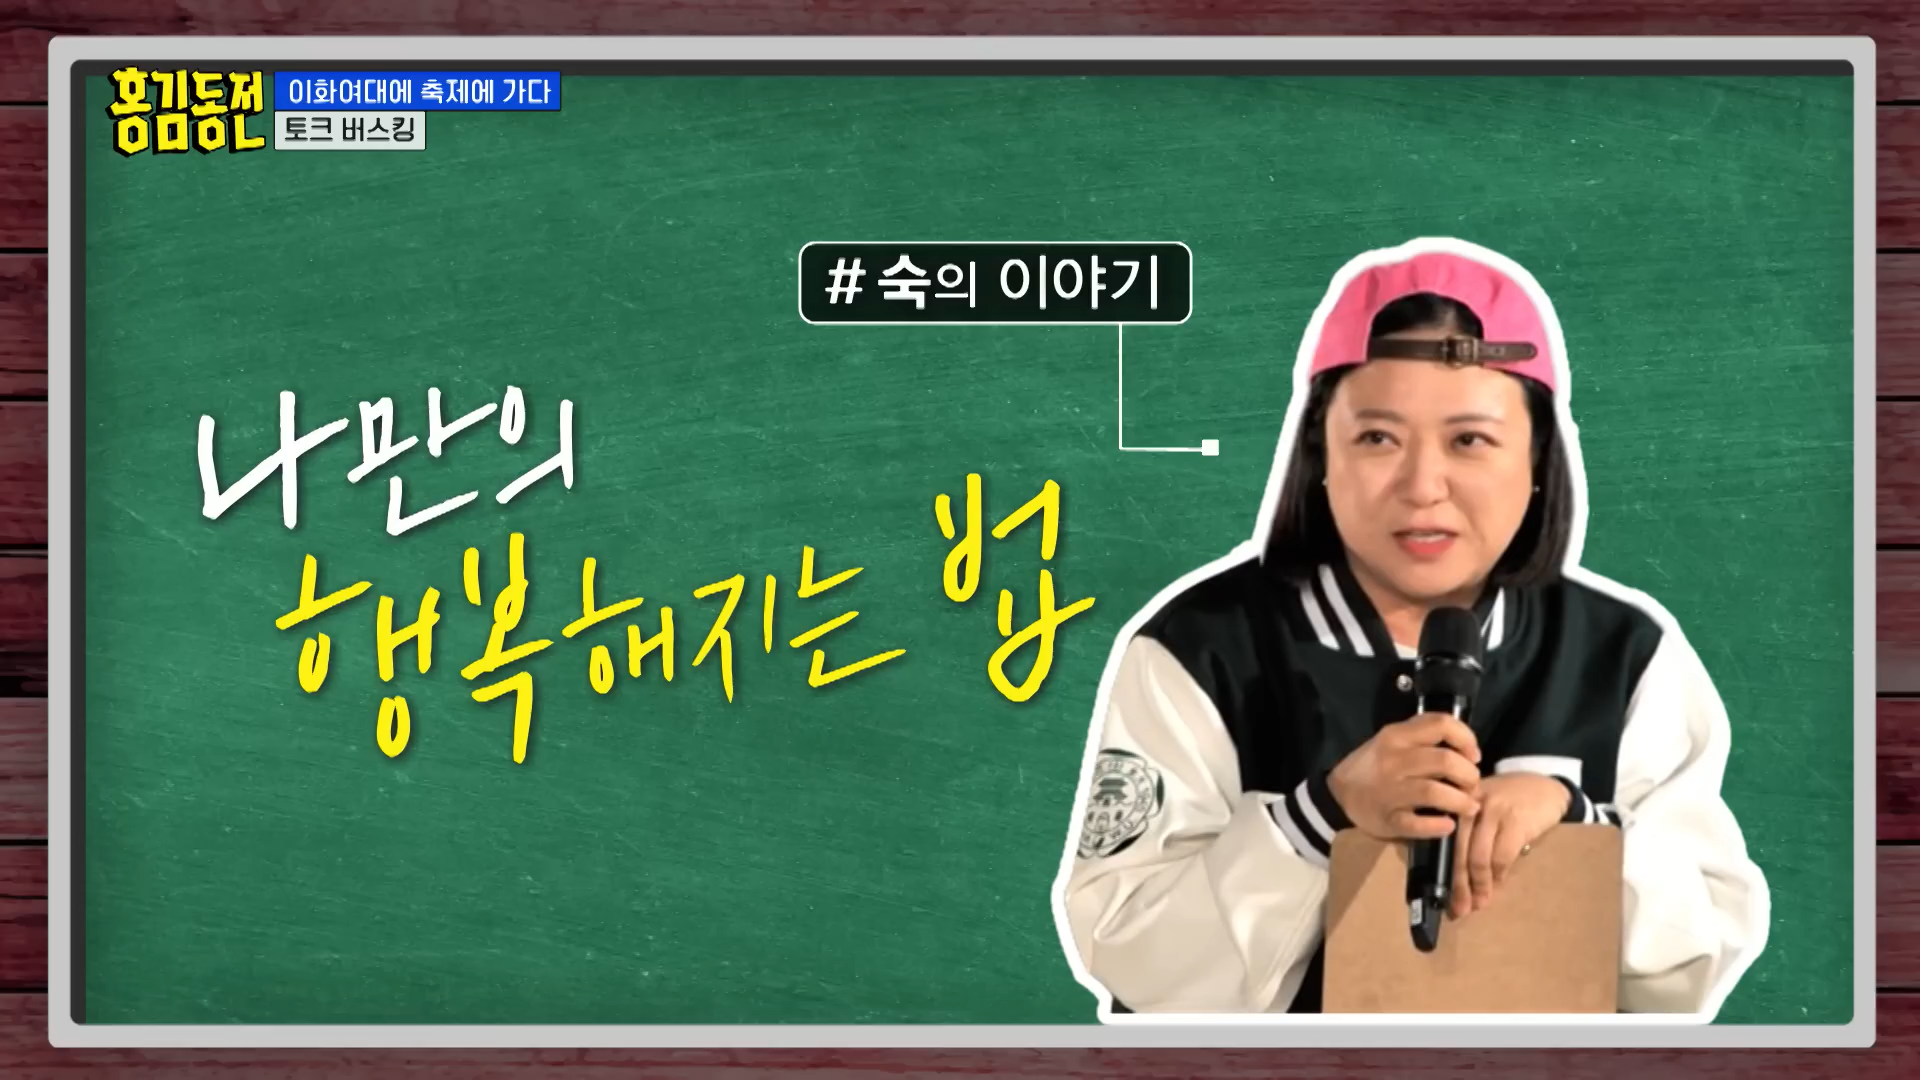 홍김동전
이화여대에 축제에 가다
토크 버스킹
# 숙의 이야기
나만의
행복해지는 법